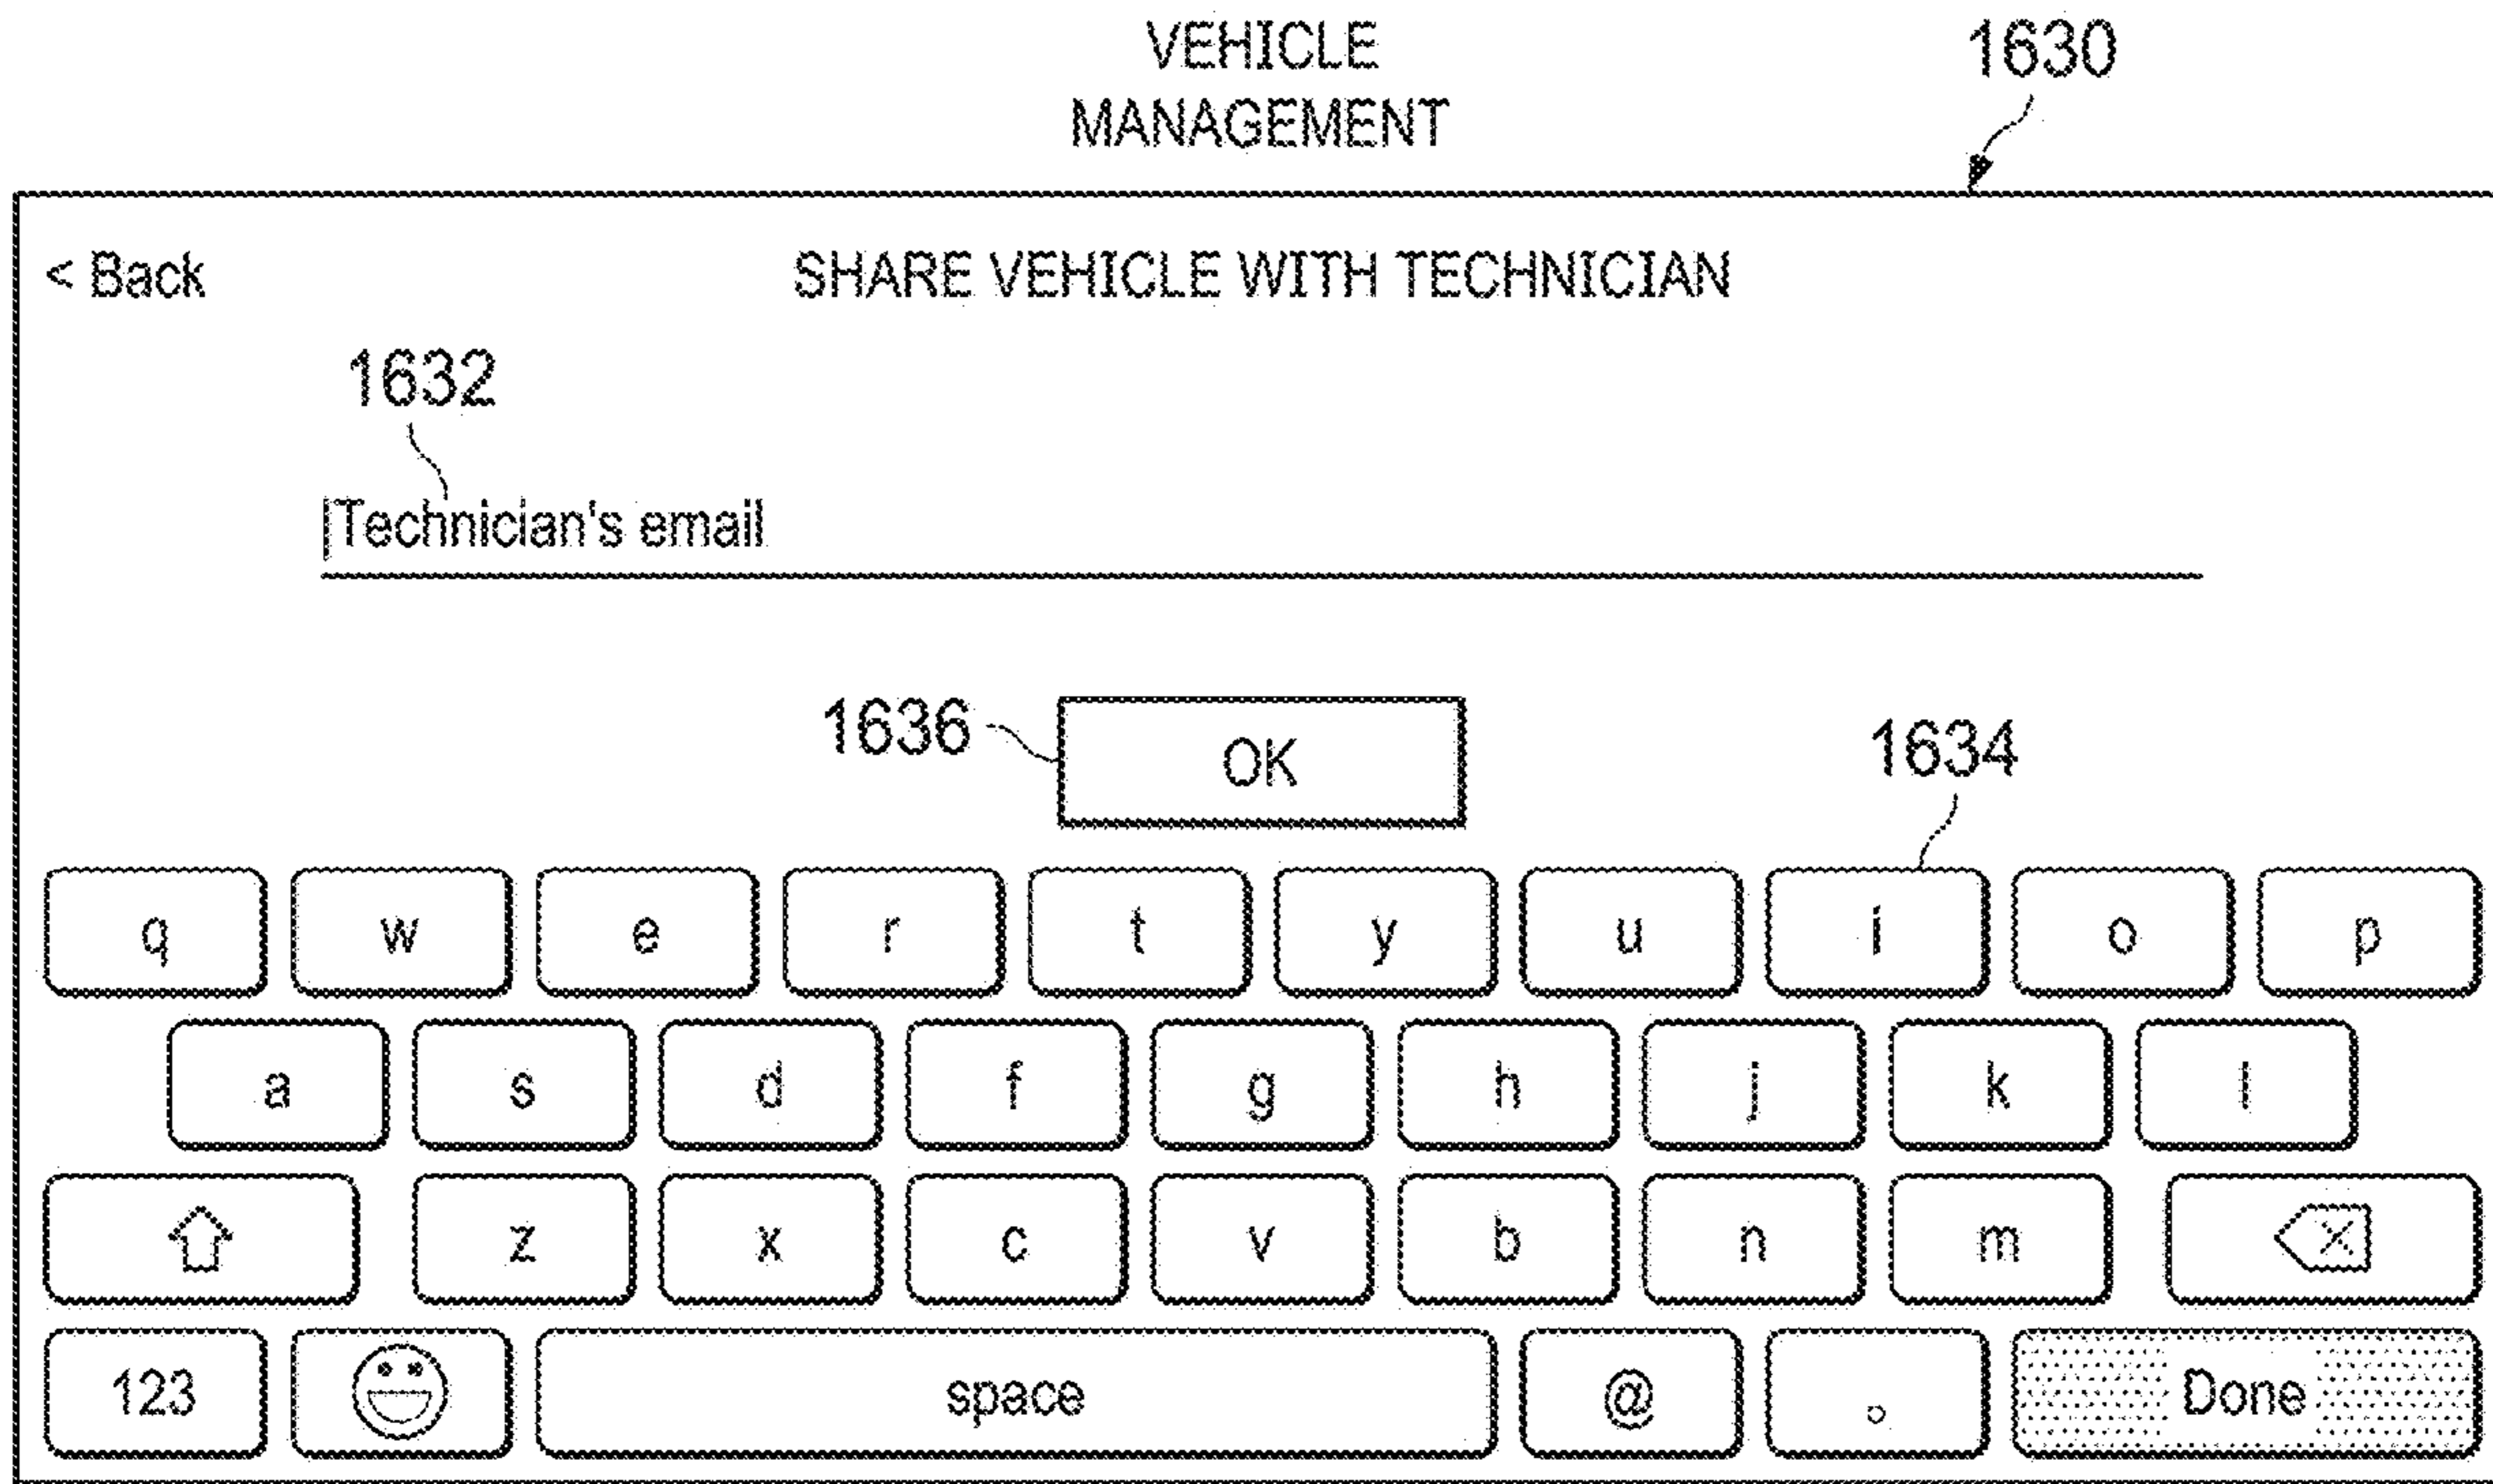 VEHICLE
MANAGEMENT
1630
< Back
SHARE VEHICLE WITH TECHNICIAN
1632
Technician's email
1636
OK
1634
q w e r t y u i o p
a s d f g h j k l
z x c v b n m
123 space @ . Done